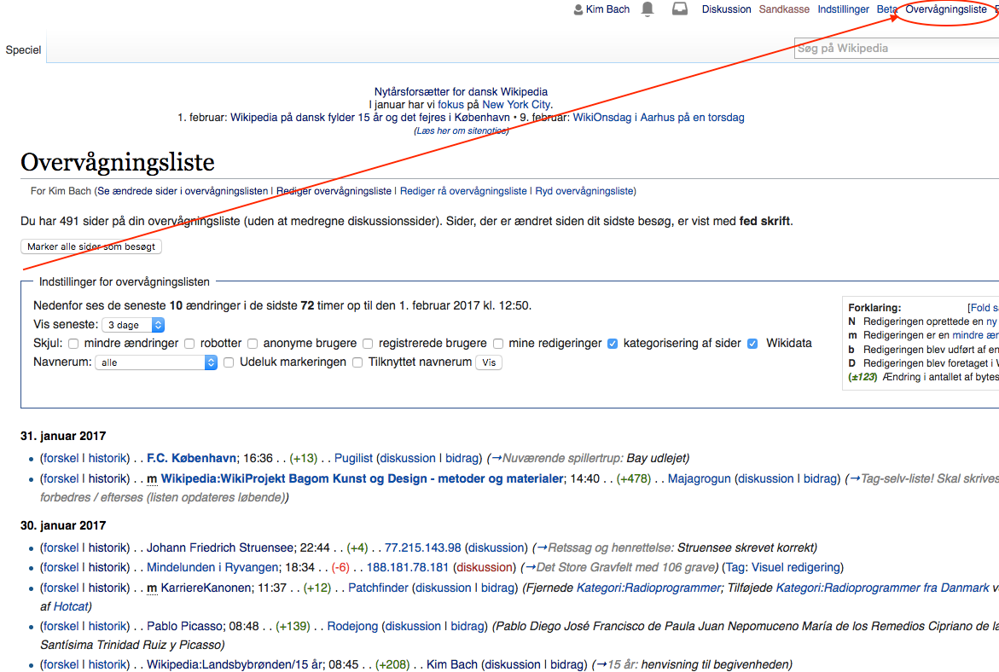 Kim Bach Diskussion Sandkasse Indstillinger Beta Overvågningsliste
Speciel
Søg på Wikipedia
Nytårsforsætter for dansk Wikipedia
I januar har vi fokus på New York City.
1. februar: Wikipedia på dansk fylder 15 år og det fejres i København • 9. februar: WikiOnsdag i Aarhus på en torsdag
(Læs her om sitenotice)
Overvågningsliste
For Kim Bach (Se ændrede sider i overvågningslisten | Rediger overvågningsliste | Rediger rå overvågningsliste | Ryd overvågningsliste)
Du har 491 sider på din overvågningsliste (uden at medregne diskussionssider). Sider, der er ændret siden dit sidste besøg, er vist med fed skrift.
Marker alle sider som besøgt
Indstillinger for overvågningslisten
Nedenfor ses de seneste 10 ændringer i de sidste 72 timer op til den 1. februar 2017 kl. 12:50.
Vis seneste: 3 dage
Skjul: mindre ændringer robotter anonyme brugere registrerede brugere mine redigeringer kategorisering af sider Wikidata
Navnerum: alle Udeluk markeringen Tilknyttet navnerum Vis
Forklaring: [Fold
N Redigeringen oprettede en ny
m Redigeringen er en mindre
b Redigeringen blev udført af en
D Redigeringen blev foretaget i
(±123) Ændring i antallet af bytes
31. januar 2017
(forskel | historik) . . F.C. København; 16:36 . . (+13) . . Pugilist (diskussion | bidrag) (→Nuværende spillertrup: Bay udlejet)
(forskel | historik) . . m Wikipedia:WikiProjekt Bagom Kunst og Design - metoder og materialer; 14:40 . . (+478) . . Majagrogun (diskussion | bidrag) (→Tag-selv-liste! Skal skrives
forbedres / efterses (listen opdateres løbende))
30. januar 2017
(forskel | historik) . . Johann Friedrich Struensee; 22:44 . . (+4) . . 77.215.143.98 (diskussion) (→Retssag og henrettelse: Struensee skrevet korrekt)
(forskel | historik) . . Mindelunden i Ryvangen; 18:34 . . (-6) . . 188.181.78.181 (diskussion) (→Det Store Gravfelt med 106 grave) (Tag: Visuel redigering)
(forskel | historik) . . m KarriereKanonen; 11:37 . . (+12) . . Patchfinder (diskussion | bidrag) (Fjernede Kategori:Radioprogrammer; Tilføjede Kategori:Radioprogrammer fra Danmark
af Hotcat)
(forskel | historik) . . Pablo Picasso; 08:48 . . (+139) . . Rodejong (diskussion | bidrag) (Pablo Diego José Francisco de Paula Juan Nepomuceno María de los Remedios Cipriano de la
Santísima Trinidad Ruiz y Picasso)
(forskel | historik) . . Wikipedia:Landsbybrønden/15 år; 08:45 . . (+208) . . Kim Bach (diskussion | bidrag) (→15 år: henvisning til begivenheden)